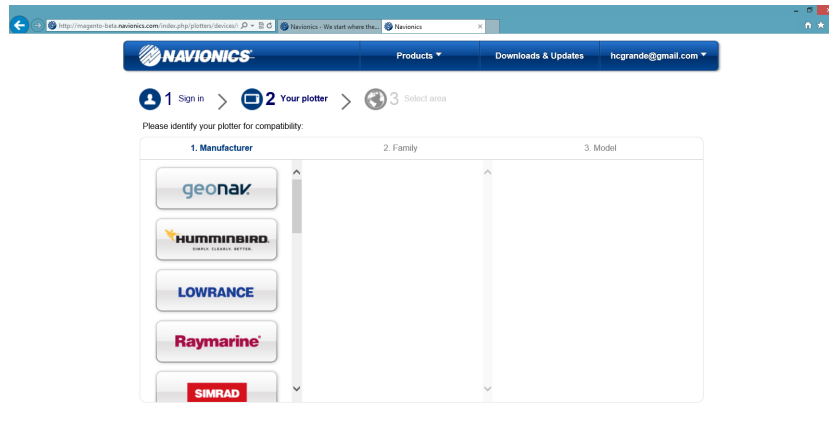 http://magento-beta.navionics.com/index.php/plotters/devices/i
Navionics - We start where the...
Navionics
NAVIONICS
Products
Downloads & Updates
hcgrande@gmail.com
1 Sign in
2 Your plotter
3 Select area
Please identify your plotter for compatibility:
1. Manufacturer
2. Family
3. Model
geonav
HUMMINBIRD
SIMPLY. CLEARLY. BETTER.
LOWRANCE
Raymarine
SIMRAD